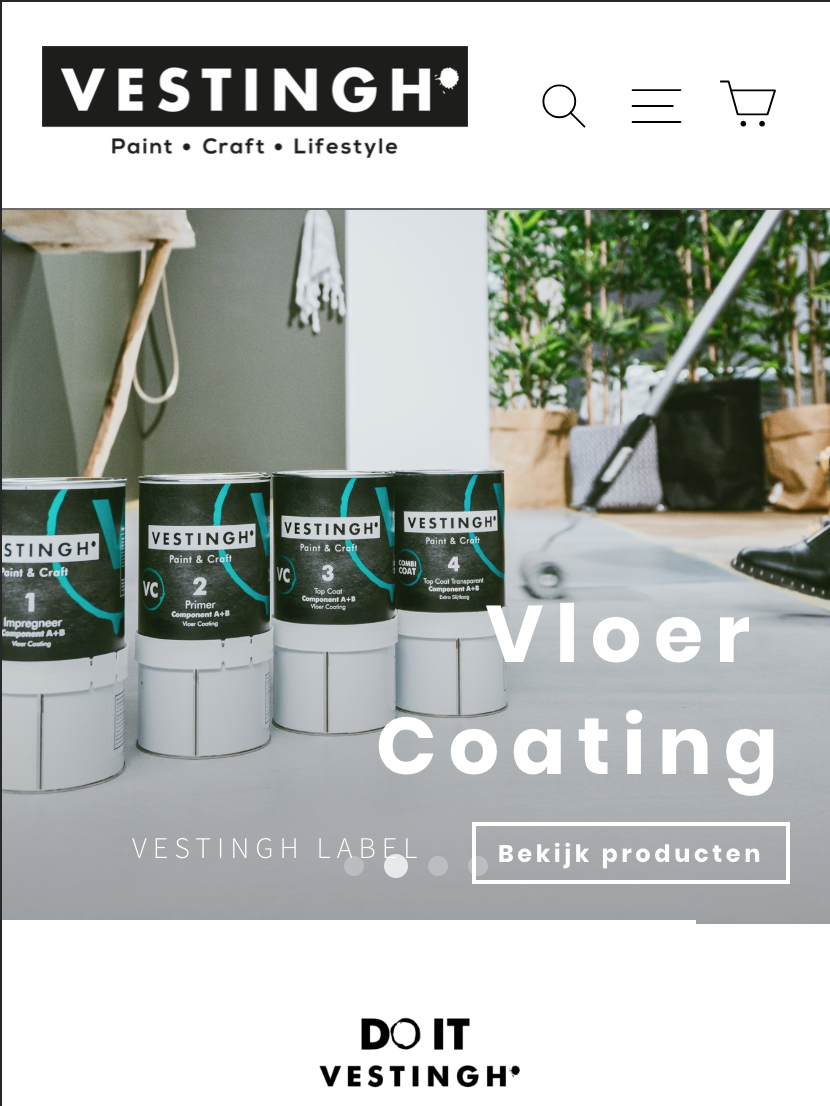 VESTINGH
Paint • Craft • Lifestyle
STINGH
Paint & Craft
1
Impregneer
Component A+B
Vloer Coating
VESTINGH
Paint & Craft
VC
2
Primer
Component A+B
Vloer Coating
VESTINGH
Paint & Craft
VC
3
Top Coat
Component A+B
Vloer Coating
VESTINGH
Paint & Craft
COMBI
COAT
4
Top Coat Transparant
Component A+B
Extra Slijtlaag
Vloer
Coating
VESTINGH LABEL
Bekijk producten
DO IT
VESTINGH